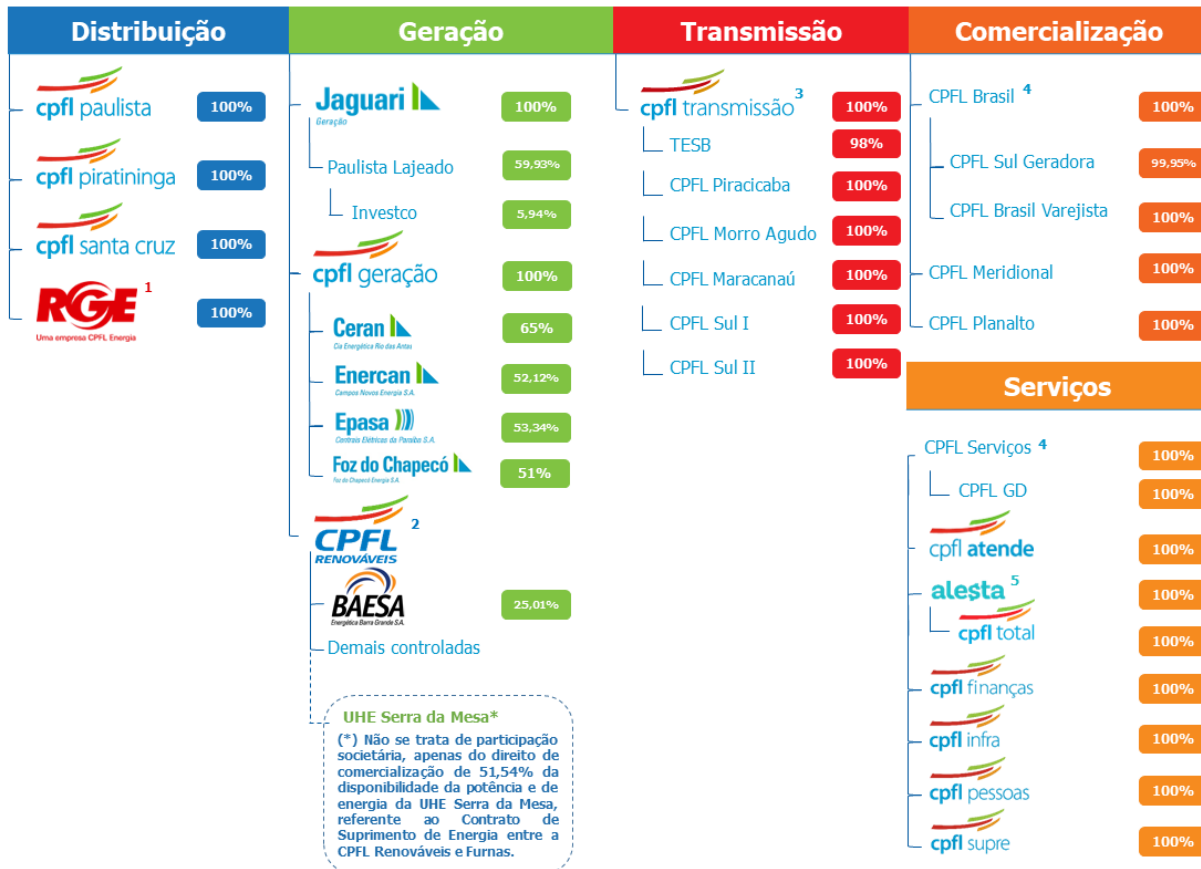 Distribuição
cpfl paulista
100%
cpfl piratininga
100%
cpfl santa cruz
100%
RGE 1
Uma empresa CPFL Energia
100%
Geração
Jaguari
Geração
100%
Paulista Lajeado
59,93%
Investco
5,94%
cpfl geração
100%
Ceran
Cia Energética Rio das Antas
65%
Enercan
Campos Novos Energia S.A.
52,12%
Epasa
Centrais Elétricas da Paraíba S.A.
53,34%
Foz do Chapecó
Foz do Chapecó Energia S.A.
51%
CPFL 2
RENOVÁVEIS
BAESA
Energética Barra Grande S.A.
25,01%
Demais controladas
UHE Serra da Mesa*
(*) Não se trata de participação
societária, apenas do direito de
comercialização de 51,54% da
disponibilidade da potência e de
energia da UHE Serra da Mesa,
referente ao Contrato de
Suprimento de Energia entre a
CPFL Renováveis e Furnas.
Transmissão
cpfl transmissão 3
100%
TESB
98%
CPFL Piracicaba
100%
CPFL Morro Agudo
100%
CPFL Maracanaú
100%
CPFL Sul I
100%
CPFL Sul II
100%
Comercialização
CPFL Brasil 4
100%
CPFL Sul Geradora
99,95%
CPFL Brasil Varejista
100%
CPFL Meridional
100%
CPFL Planalto
100%
Serviços
CPFL Serviços 4
100%
CPFL GD
100%
cpfl atende
100%
alesta 5
100%
cpfl total
100%
cpfl finanças
100%
cpfl infra
100%
cpfl pessoas
100%
cpfl supre
100%